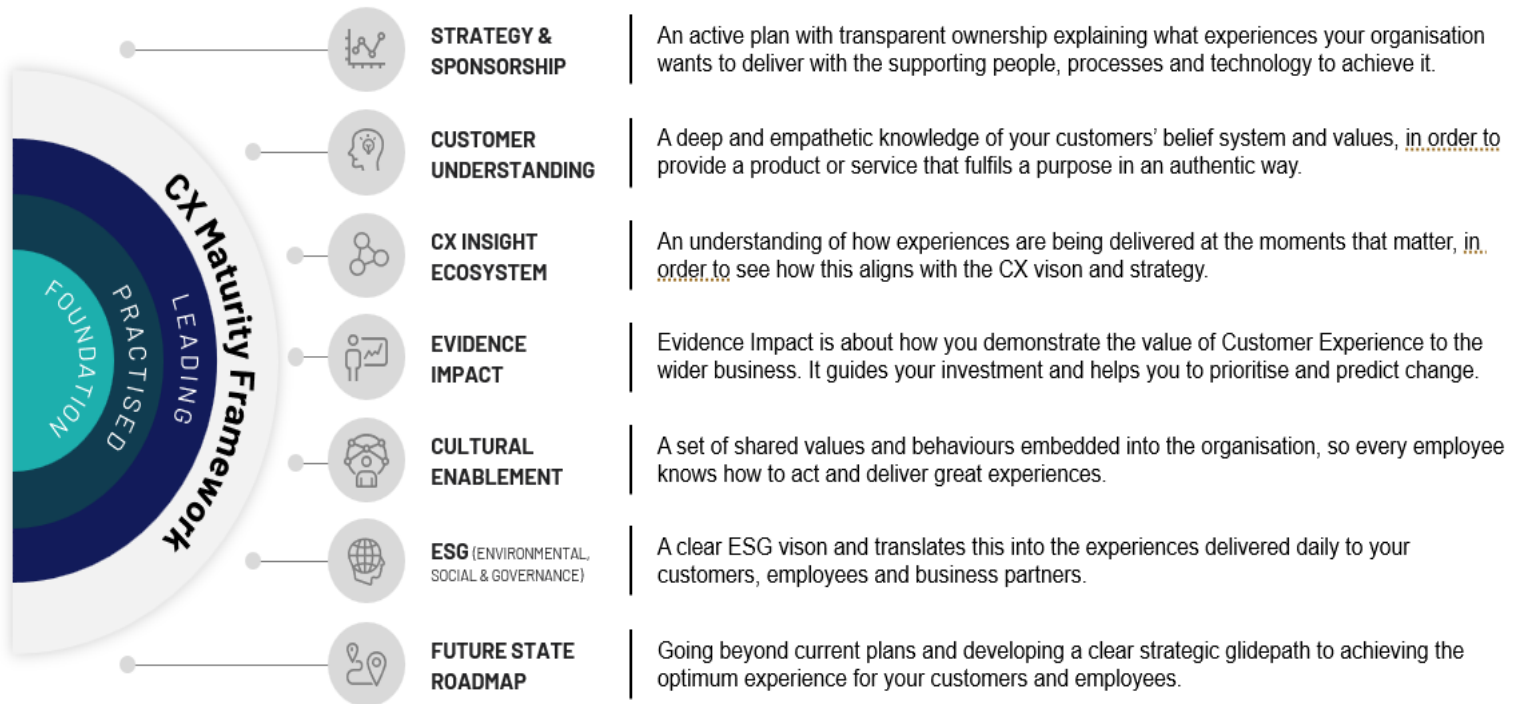 CX Maturity Framework
LEADING
PRACTISED
FOUNDATION
STRATEGY &
SPONSORSHIP
An active plan with transparent ownership explaining what experiences your organisation
wants to deliver with the supporting people, processes and technology to achieve it.
CUSTOMER
UNDERSTANDING
A deep and empathetic knowledge of your customers’ belief system and values, in order to
provide a product or service that fulfils a purpose in an authentic way.
CX INSIGHT
ECOSYSTEM
An understanding of how experiences are being delivered at the moments that matter, in
order to see how this aligns with the CX vison and strategy.
EVIDENCE
IMPACT
Evidence Impact is about how you demonstrate the value of Customer Experience to the
wider business. It guides your investment and helps you to prioritise and predict change.
CULTURAL
ENABLEMENT
A set of shared values and behaviours embedded into the organisation, so every employee
knows how to act and deliver great experiences.
ESG (ENVIRONMENTAL,
SOCIAL & GOVERNANCE)
A clear ESG vison and translates this into the experiences delivered daily to your
customers, employees and business partners.
FUTURE STATE
ROADMAP
Going beyond current plans and developing a clear strategic glidepath to achieving the
optimum experience for your customers and employees.